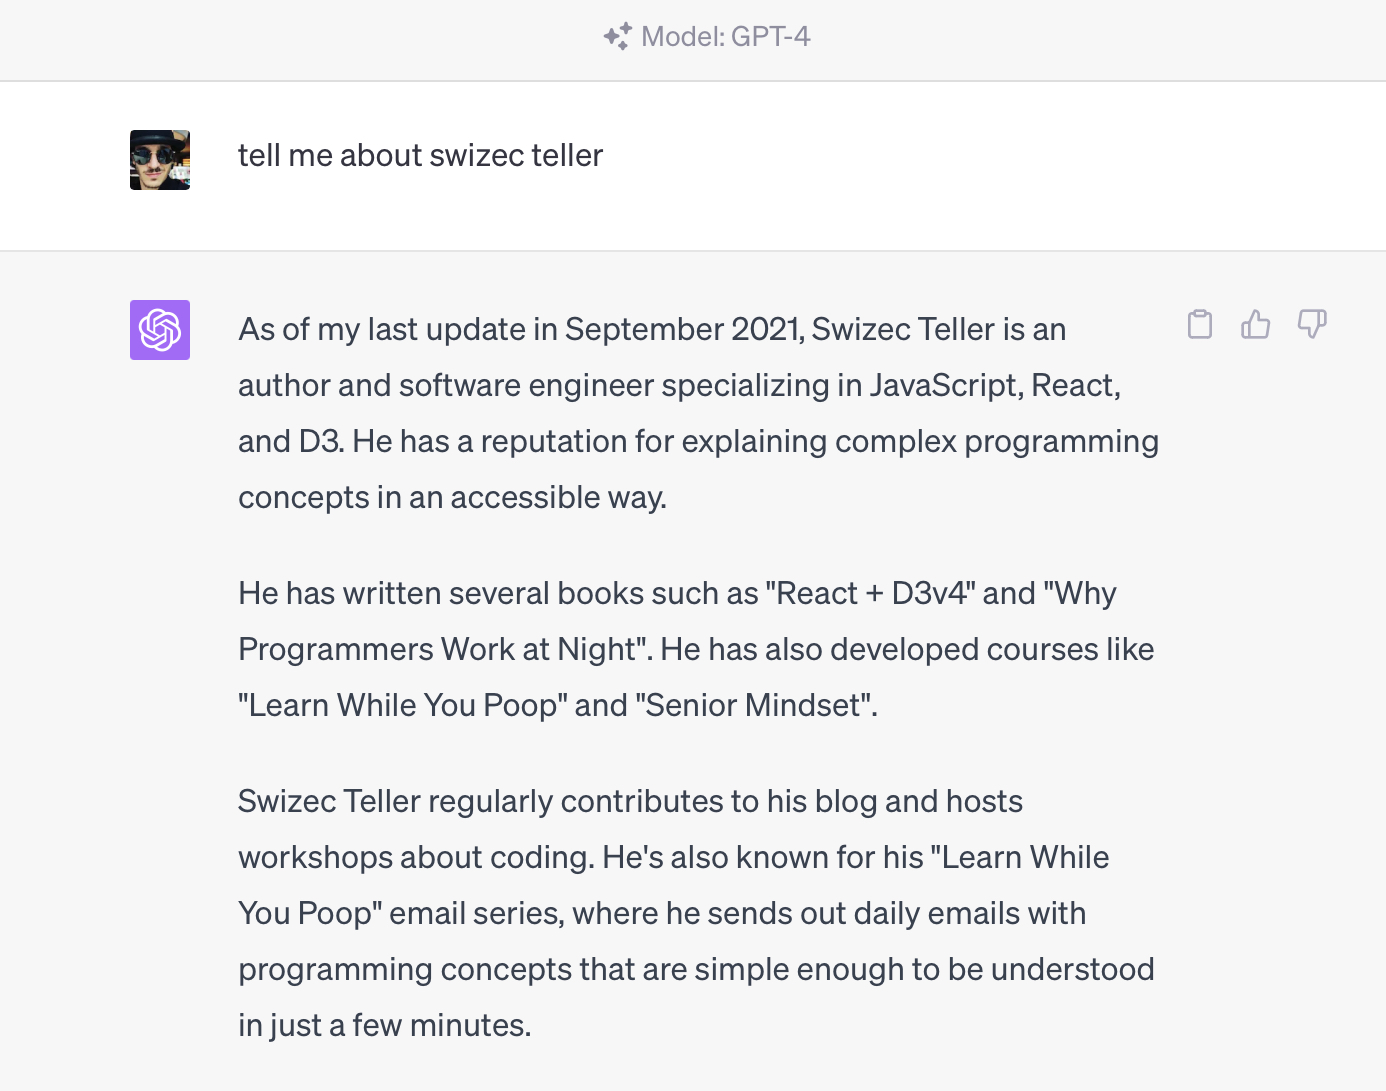 Model: GPT-4
tell me about swizec teller
As of my last update in September 2021, Swizec Teller is an
author and software engineer specializing in JavaScript, React,
and D3. He has a reputation for explaining complex programming
concepts in an accessible way.
He has written several books such as "React + D3v4" and "Why
Programmers Work at Night". He has also developed courses like
"Learn While You Poop" and "Senior Mindset".
Swizec Teller regularly contributes to his blog and hosts
workshops about coding. He's also known for his "Learn While
You Poop" email series, where he sends out daily emails with
programming concepts that are simple enough to be understood
in just a few minutes.